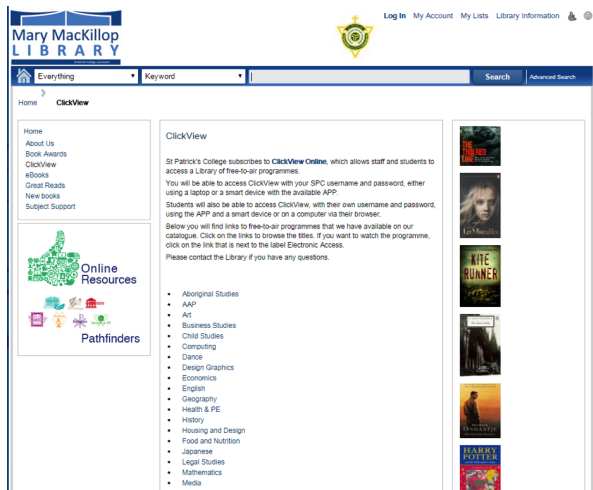 Mary MacKillop
LIBRARY
Log In My Account My Lists Library Information
Everything Keyword Search Advanced Search
Home ClickView
Home
About Us
Book Awards
ClickView
eBooks
Great Reads
New books
Subject Support
Online
Resources
Pathfinders
ClickView
St Patrick's College subscribes to ClickView Online, which allows staff and students to
access a Library of free-to-air programmes.
You will be able to access ClickView with your SPC username and password, either
using a laptop or a smart device with the available APP.
Students will also be able to access ClickView, with their own username and password,
using the APP and a smart device or on a computer via their browser.
Below you will find links to free-to-air programmes that we have available on our
catalogue. Click on the links to browse the titles. If you want to watch the programme,
click on the link that is next to the label Electronic Access.
Please contact the Library if you have any questions.
Aboriginal Studies
AAP
Art
Business Studies
Child Studies
Computing
Dance
Design Graphics
Economics
English
Geography
Health & PE
History
Housing and Design
Food and Nutrition
Japanese
Legal Studies
Mathematics
Media
THE
THIN RED
LINE
Les Misérables
KITE
RUNNER
ONDAATJE
HARRY
POTTER